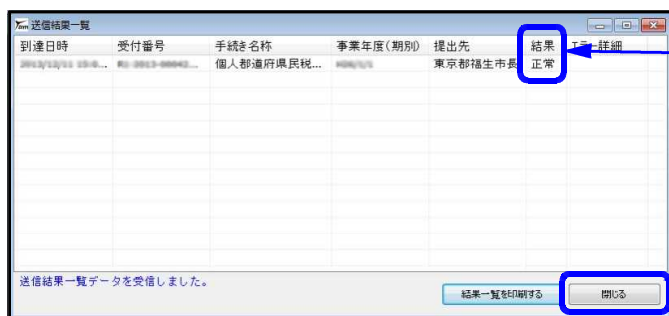 送信結果一覧
到達日時 受付番号 手続き名称 事業年度(期別) 提出先 結果 エラー詳細
個人都道府県民税... 東京都福生市長 正常
送信結果一覧データを受信しました。
結果一覧を印刷する 閉じる